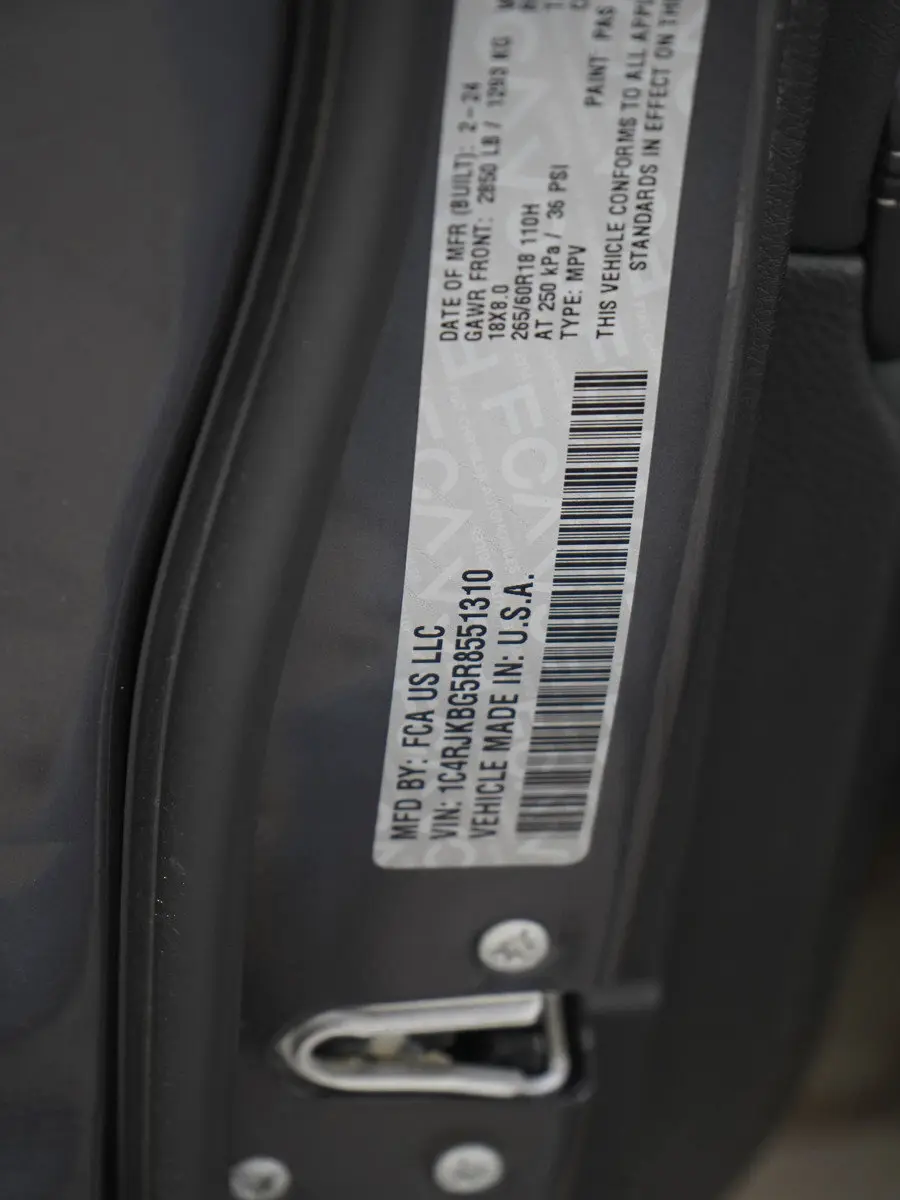 MFD BY: FCA US LLC
VIN: 1C4RJKBG5R8551310
VEHICLE MADE IN: U.S.A.
DATE OF MFR (BUILT): 2-24
GAWR FRONT: 2850 LB / 1293 KG
18X8.0
265/60R18 110H
AT 250 kPa / 36 PSI
TYPE: MPV
PAINT PAS
THIS VEHICLE CONFORMS TO ALL APPL
STANDARDS IN EFFECT ON TH